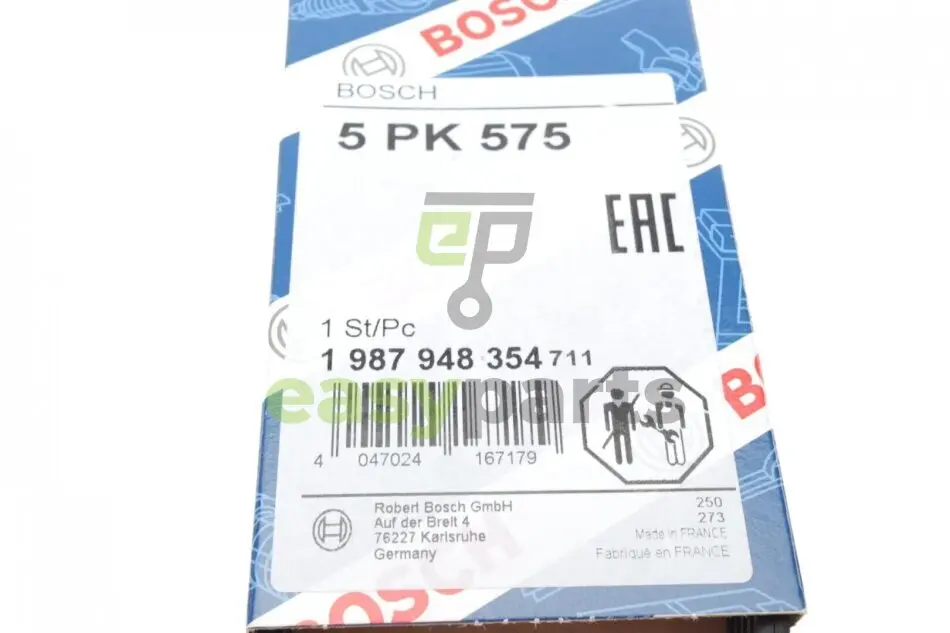 BOSCH
BOSCH
5 PK 575
EAC
ep
1 St/Pc
1 987 948 354 711
easyparts
4 047024 167179
Robert Bosch GmbH
Auf der Breit 4
76227 Karlsruhe
Germany
250
273
Made in FRANCE
Fabriqué en FRANCE
BOSCH
BOSCH